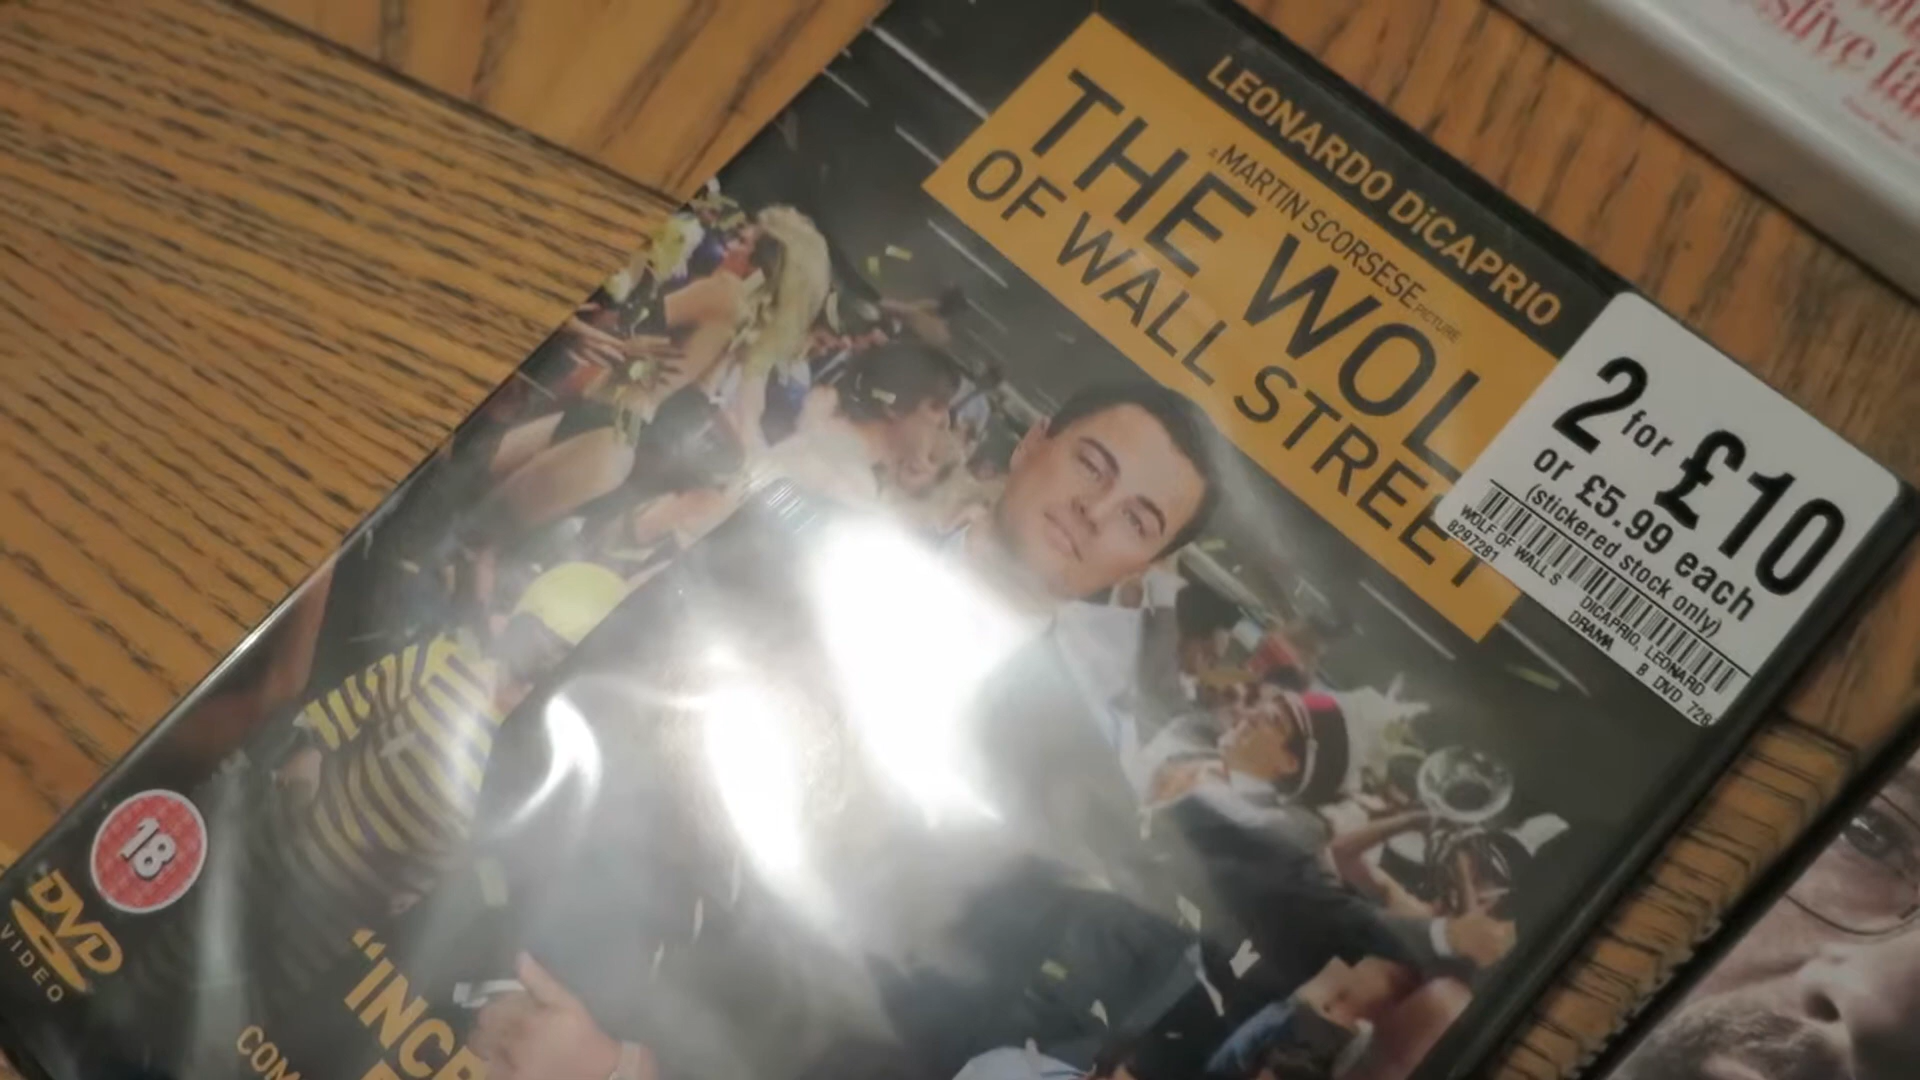 LEONARDO DiCAPRIO
A MARTIN SCORSESE PICTURE
THE WOL
OF WALL STREET
2 for £10
or £5.99 each
(stickered stock only)
WOLF OF WALL S
8297281
DICAPRIO, LEONARD
DRAMA 8 DVD 728
18
DVD
VIDEO
"INCR
COM